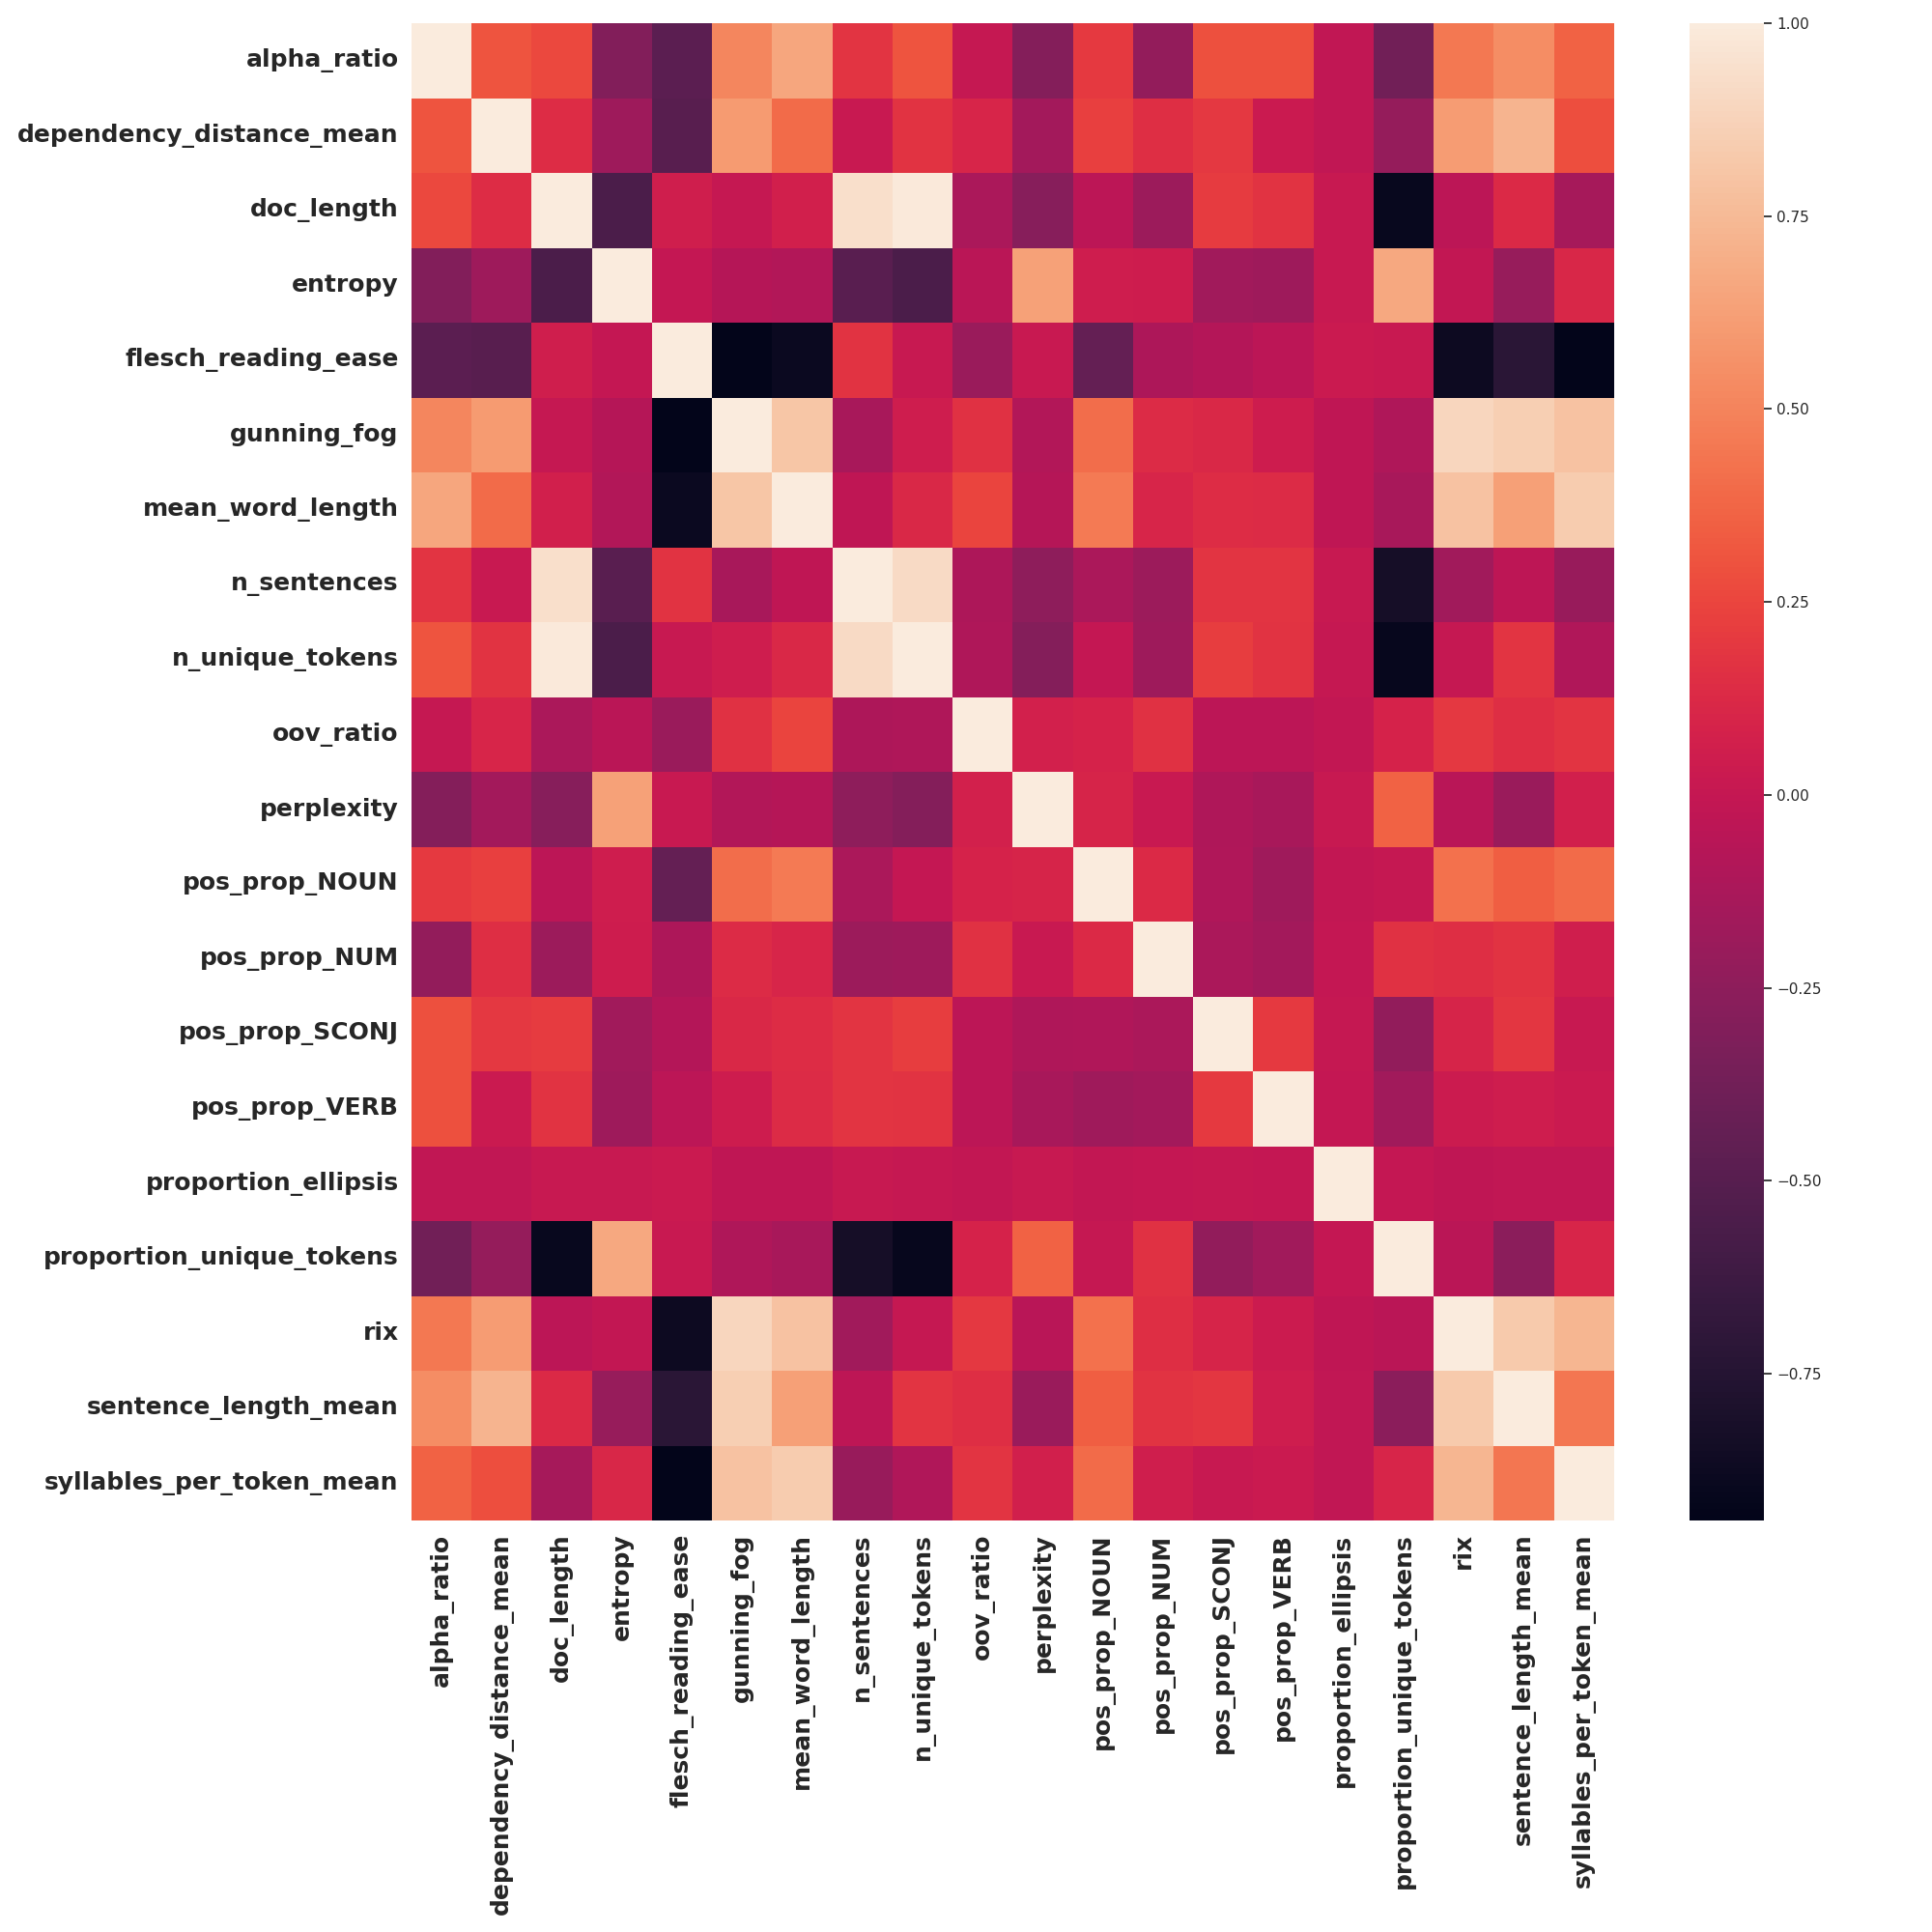 alpha_ratio
dependency_distance_mean
doc_length
entropy
flesch_reading_ease
gunning_fog
mean_word_length
n_sentences
n_unique_tokens
oov_ratio
perplexity
pos_prop_NOUN
pos_prop_NUM
pos_prop_SCONJ
pos_prop_VERB
proportion_ellipsis
proportion_unique_tokens
rix
sentence_length_mean
syllables_per_token_mean
alpha_ratio
dependency_distance_mean
doc_length
entropy
flesch_reading_ease
gunning_fog
mean_word_length
n_sentences
n_unique_tokens
oov_ratio
perplexity
pos_prop_NOUN
pos_prop_NUM
pos_prop_SCONJ
pos_prop_VERB
proportion_ellipsis
proportion_unique_tokens
rix
sentence_length_mean
syllables_per_token_mean
1.00
0.75
0.50
0.25
0.00
−0.25
−0.50
−0.75